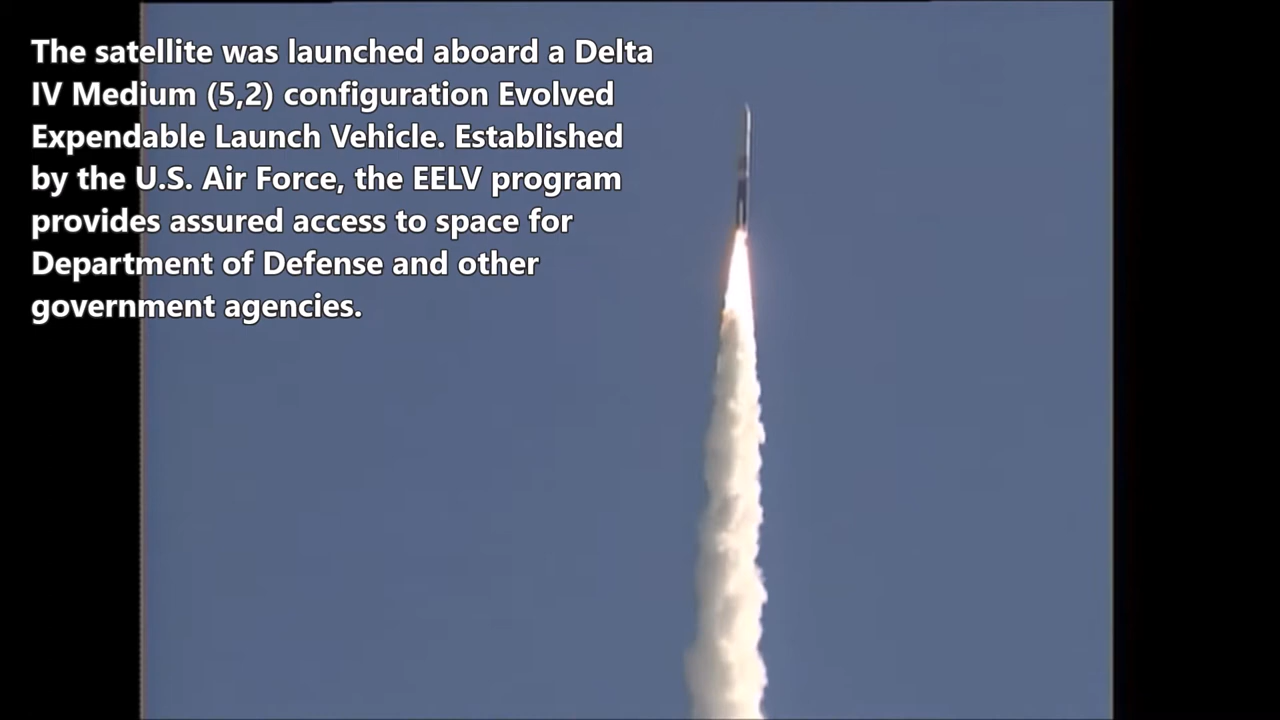 The satellite was launched aboard a Delta
IV Medium (5,2) configuration Evolved
Expendable Launch Vehicle. Established
by the U.S. Air Force, the EELV program
provides assured access to space for
Department of Defense and other
government agencies.